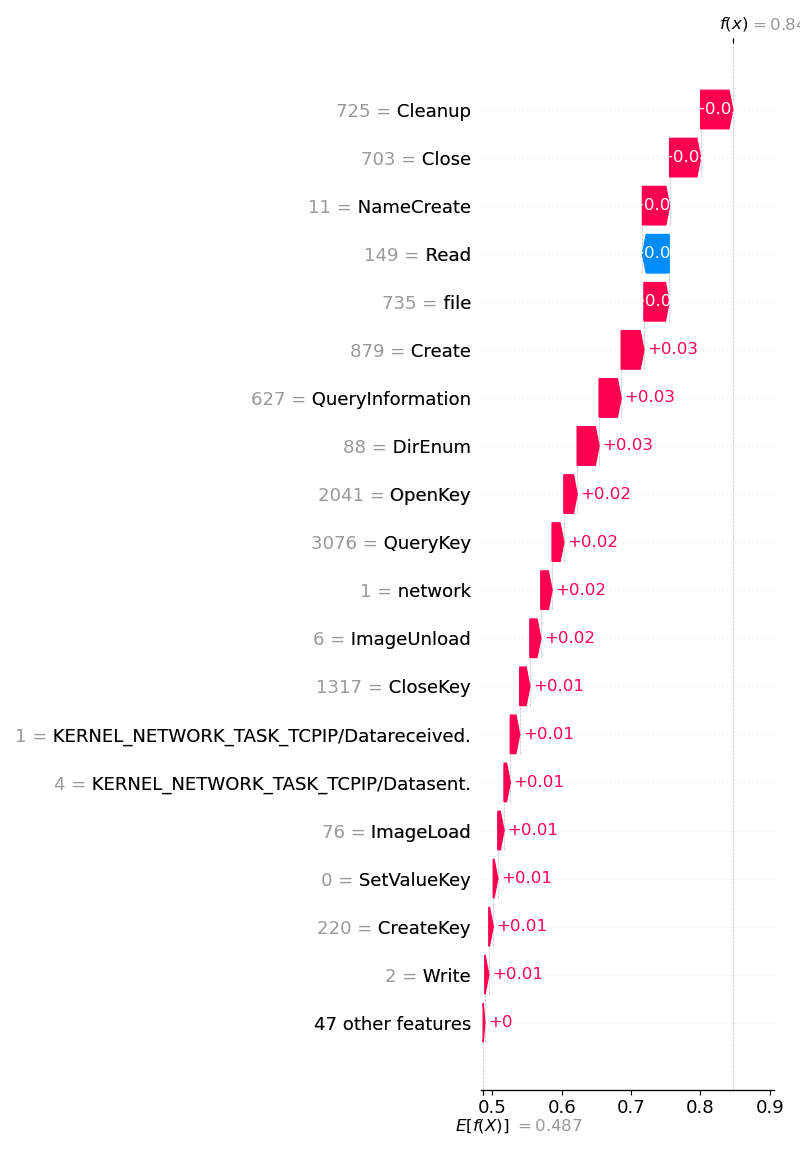 f(x) = 0.84
725 = Cleanup
703 = Close
11 = NameCreate
149 = Read
735 = file
879 = Create
+0.03
627 = QueryInformation
+0.03
88 = DirEnum
+0.03
2041 = OpenKey
+0.02
3076 = QueryKey
+0.02
1 = network
+0.02
6 = ImageUnload
+0.02
1317 = CloseKey
+0.01
1 = KERNEL_NETWORK_TASK_TCPIP/Datareceived.
+0.01
4 = KERNEL_NETWORK_TASK_TCPIP/Datasent.
+0.01
76 = ImageLoad
+0.01
0 = SetValueKey
+0.01
220 = CreateKey
+0.01
2 = Write
+0.01
47 other features
+0
0.5 0.6 0.7 0.8 0.9
E[f(X)] = 0.487